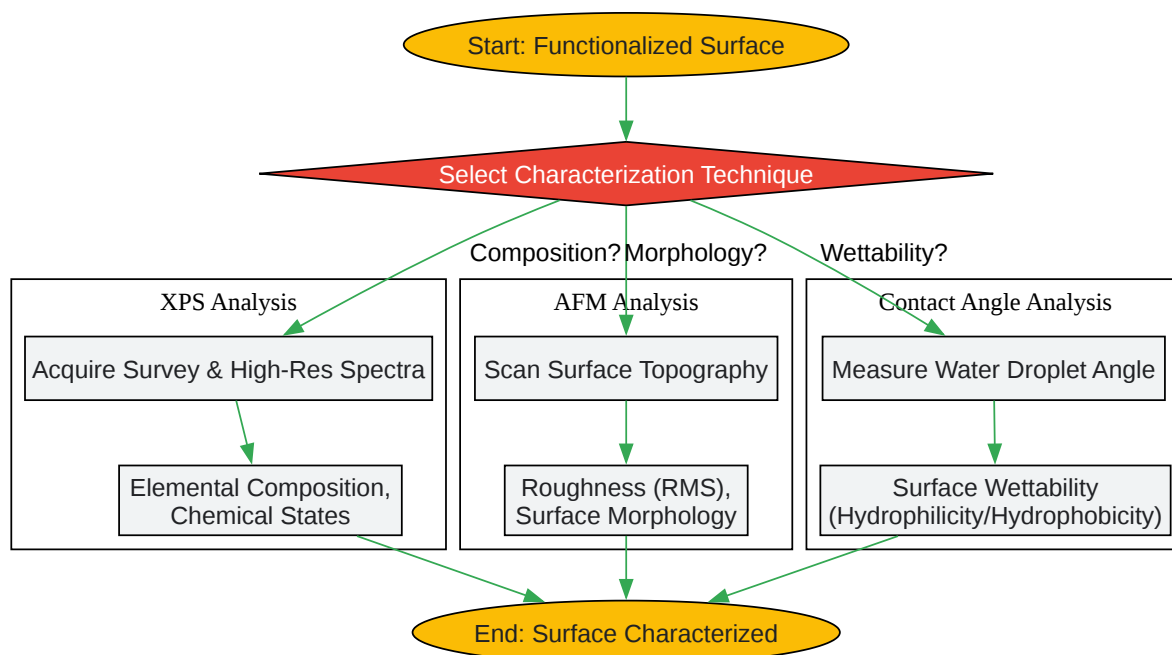 Start: Functionalized Surface
Select Characterization Technique
Composition?
Morphology?
Wettability?
XPS Analysis
AFM Analysis
Contact Angle Analysis
Acquire Survey & High-Res Spectra
Scan Surface Topography
Measure Water Droplet Angle
Elemental Composition,
Chemical States
Roughness (RMS),
Surface Morphology
Surface Wettability
(Hydrophilicity/Hydrophobicity)
End: Surface Characterized